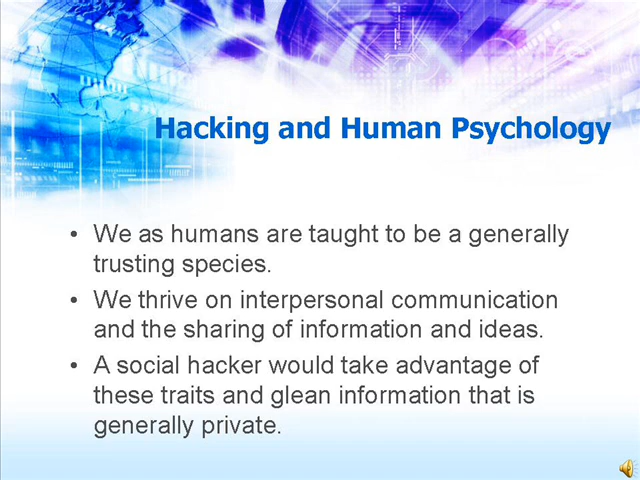 Hacking and Human Psychology
• We as humans are taught to be a generally
trusting species.
• We thrive on interpersonal communication
and the sharing of information and ideas.
• A social hacker would take advantage of
these traits and glean information that is
generally private.